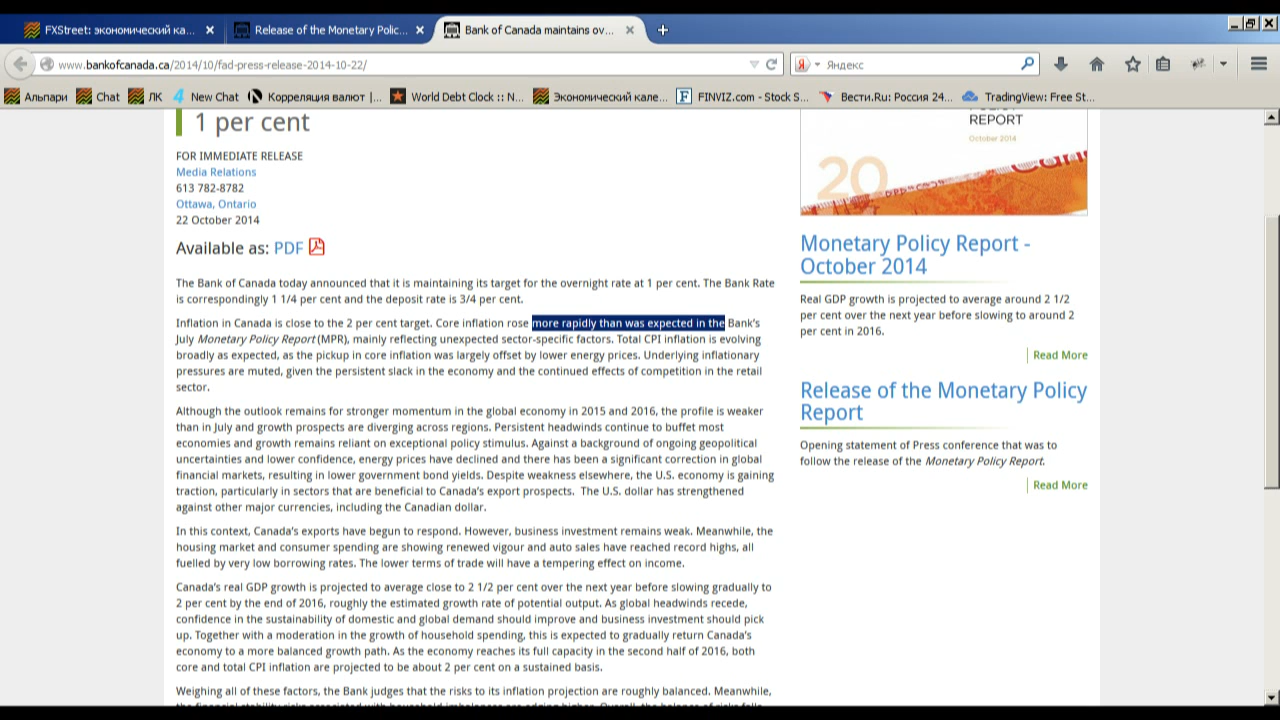 FXStreet: экономический ка...
Release of the Monetary Polic...
Bank of Canada maintains ov...
www.bankofcanada.ca/2014/10/fad-press-release-2014-10-22/
Яндекс
Альпари
Chat
ЛК
New Chat
Корреляция валют |...
World Debt Clock :: N...
Экономический кале...
FINVIZ.com - Stock S...
Вести.Ru: Россия 24...
TradingView: Free St...
1 per cent
FOR IMMEDIATE RELEASE
Media Relations
613 782-8782
Ottawa, Ontario
22 October 2014
Available as: PDF
The Bank of Canada today announced that it is maintaining its target for the overnight rate at 1 per cent. The Bank Rate
is correspondingly 1 1/4 per cent and the deposit rate is 3/4 per cent.
Inflation in Canada is close to the 2 per cent target. Core inflation rose more rapidly than was expected in the Bank's
July Monetary Policy Report (MPR), mainly reflecting unexpected sector-specific factors. Total CPI inflation is evolving
broadly as expected, as the pickup in core inflation was largely offset by lower energy prices. Underlying inflationary
pressures are muted, given the persistent slack in the economy and the continued effects of competition in the retail
sector.
Although the outlook remains for stronger momentum in the global economy in 2015 and 2016, the profile is weaker
than in July and growth prospects are diverging across regions. Persistent headwinds continue to buffet most
economies and growth remains reliant on exceptional policy stimulus. Against a background of ongoing geopolitical
uncertainties and lower confidence, energy prices have declined and there has been a significant correction in global
financial markets, resulting in lower government bond yields. Despite weakness elsewhere, the U.S. economy is gaining
traction, particularly in sectors that are beneficial to Canada's export prospects.  The U.S. dollar has strengthened
against other major currencies, including the Canadian dollar.
In this context, Canada's exports have begun to respond. However, business investment remains weak. Meanwhile, the
housing market and consumer spending are showing renewed vigour and auto sales have reached record highs, all
fuelled by very low borrowing rates. The lower terms of trade will have a tempering effect on income.
Canada's real GDP growth is projected to average close to 2 1/2 per cent over the next year before slowing gradually to
2 per cent by the end of 2016, roughly the estimated growth rate of potential output. As global headwinds recede,
confidence in the sustainability of domestic and global demand should improve and business investment should pick
up. Together with a moderation in the growth of household spending, this is expected to gradually return Canada's
economy to a more balanced growth path. As the economy reaches its full capacity in the second half of 2016, both
core and total CPI inflation are projected to be about 2 per cent on a sustained basis.
Weighing all of these factors, the Bank judges that the risks to its inflation projection are roughly balanced. Meanwhile,
REPORT
October 2014
20
Monetary Policy Report -
October 2014
Real GDP growth is projected to average around 2 1/2
per cent over the next year before slowing to around 2
per cent in 2016.
Read More
Release of the Monetary Policy
Report
Opening statement of Press conference that was to
follow the release of the Monetary Policy Report.
Read More